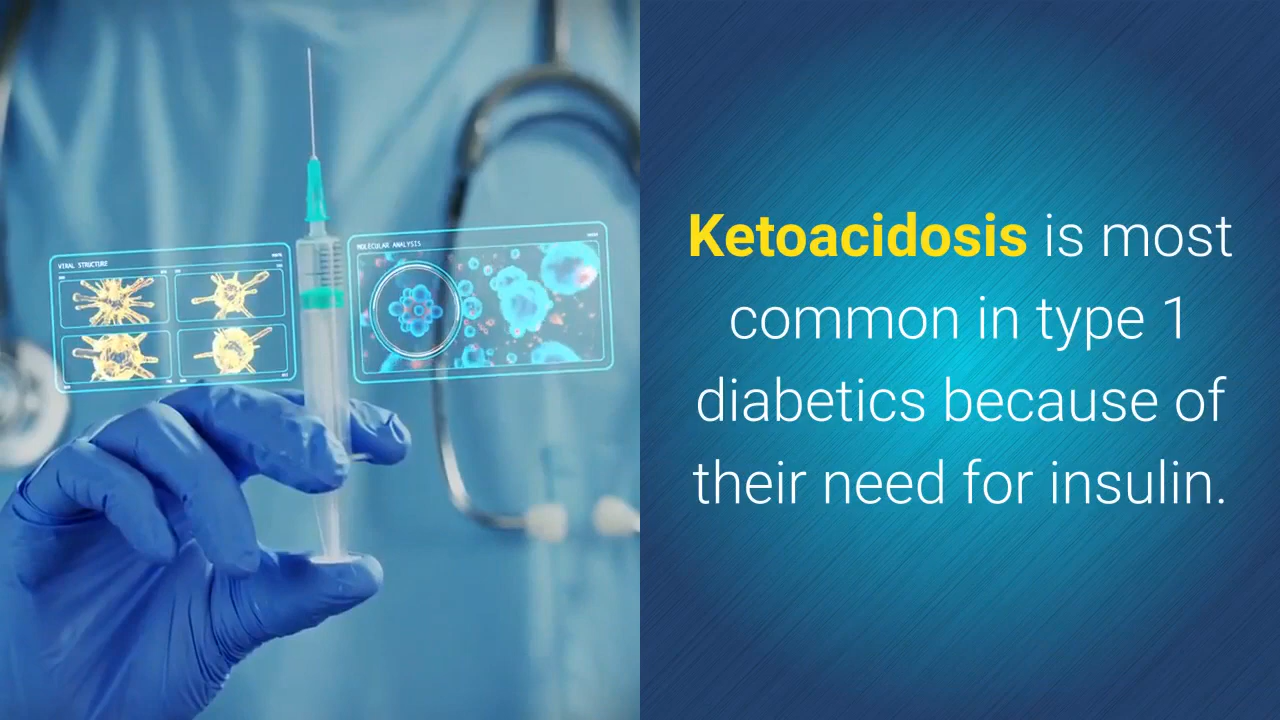 VIRAL STRUCTURE
MOLECULAR ANALYSIS
Ketoacidosis is most
common in type 1
diabetics because of
their need for insulin.